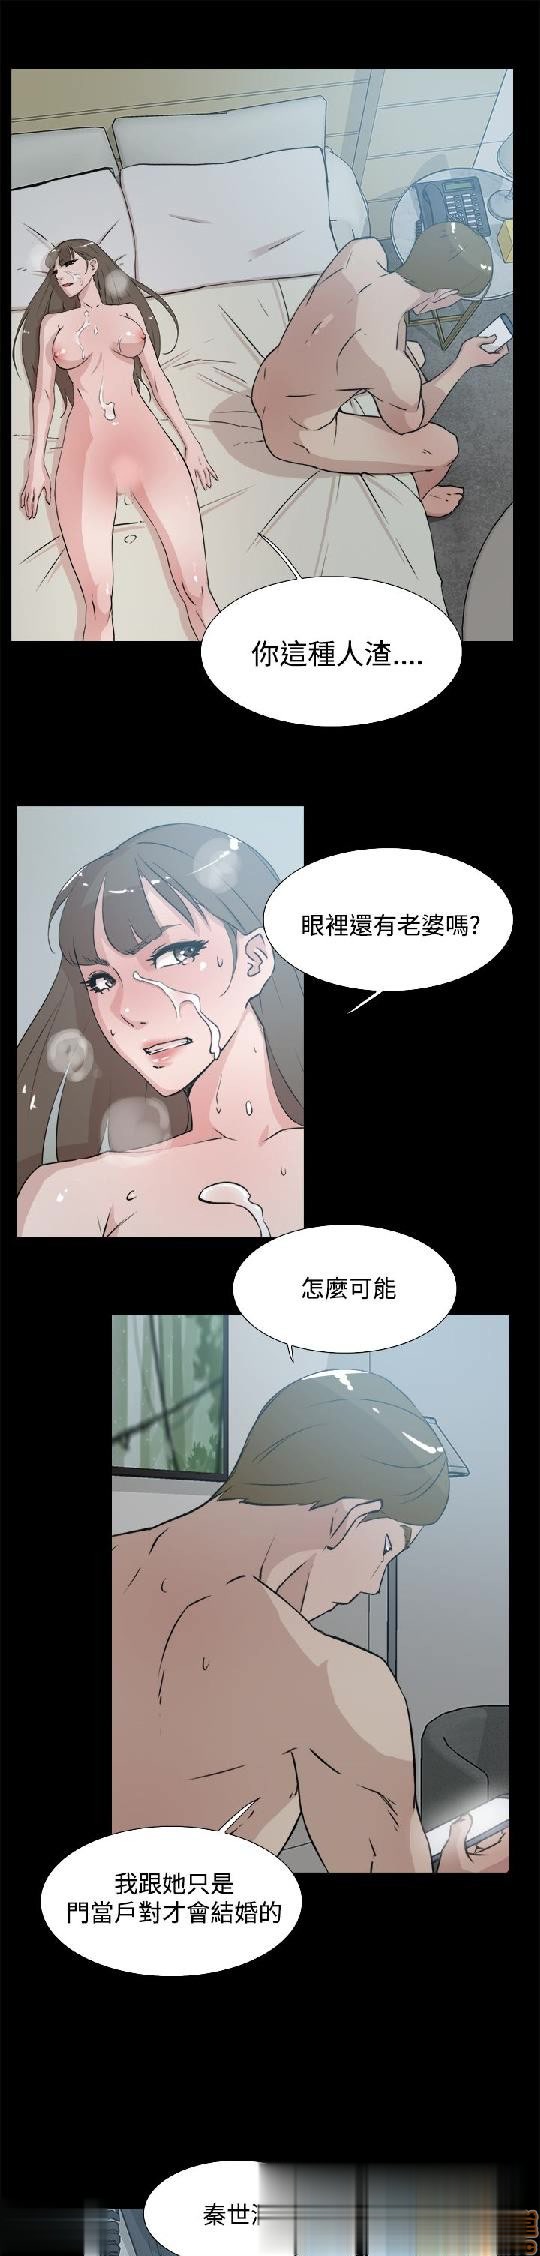 你這種人渣....
眼裡還有老婆嗎?
怎麼可能
我跟她只是
門當戶對才會結婚的
秦世